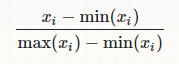 x_i − min(x_i)
max(x_i) − min(x_i)